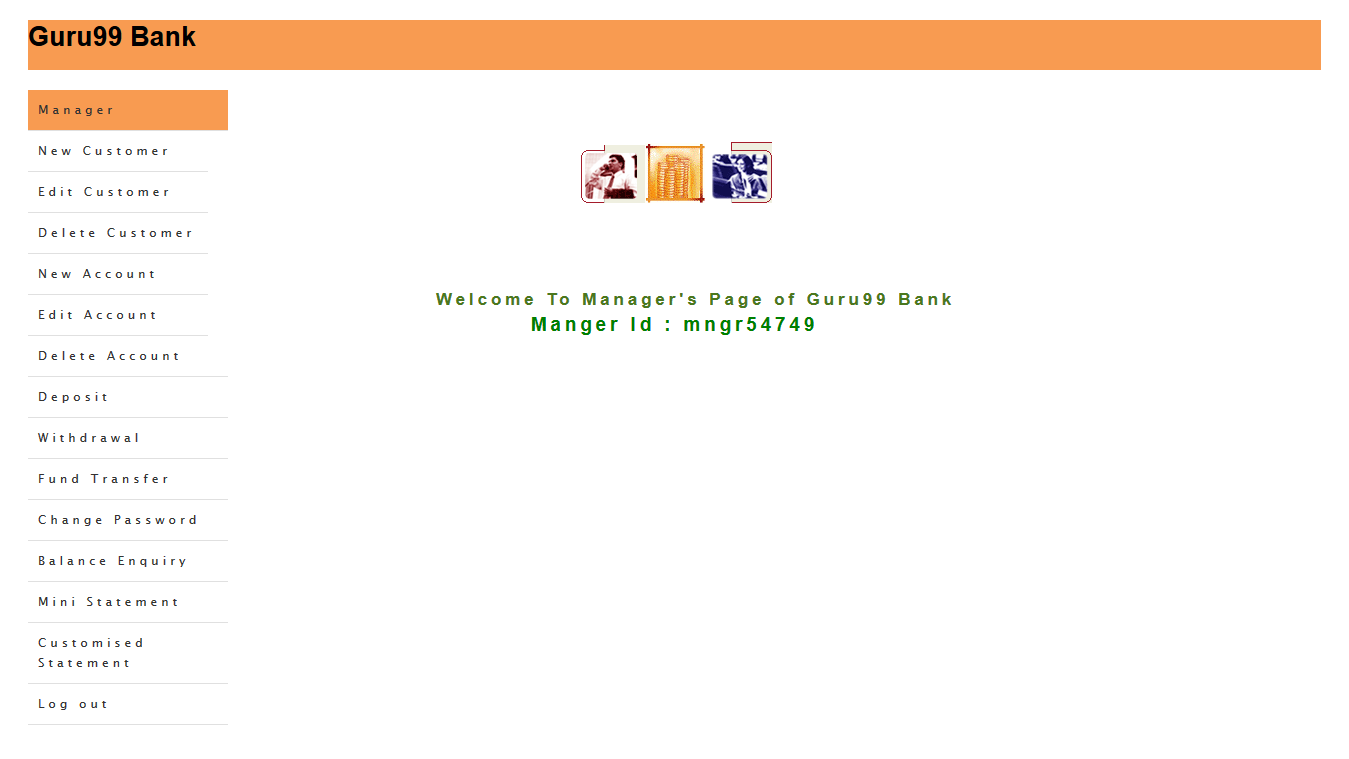 Guru99 Bank
Manager
New Customer
Edit Customer
Delete Customer
New Account
Edit Account
Delete Account
Deposit
Withdrawal
Fund Transfer
Change Password
Balance Enquiry
Mini Statement
Customised
Statement
Log out
Welcome To Manager's Page of Guru99 Bank
Manger Id : mngr54749